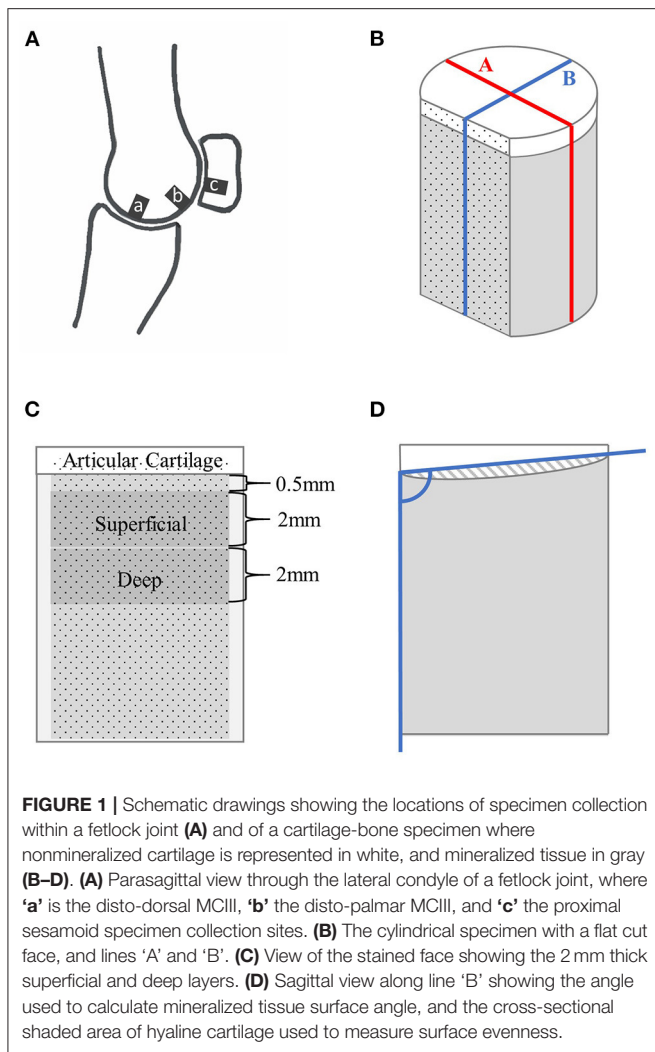 A
B
a
b
c
A
B
C
D
Articular Cartilage
0.5mm
Superficial
2mm
Deep
2mm
FIGURE 1 | Schematic drawings showing the locations of specimen collection
within a fetlock joint (A) and of a cartilage-bone specimen where
nonmineralized cartilage is represented in white, and mineralized tissue in gray
(B–D). (A) Parasagittal view through the lateral condyle of a fetlock joint, where
‘a’ is the disto-dorsal MCIII, ‘b’ the disto-palmar MCIII, and ‘c’ the proximal
sesamoid specimen collection sites. (B) The cylindrical specimen with a flat cut
face, and lines ‘A’ and ‘B’. (C) View of the stained face showing the 2 mm thick
superficial and deep layers. (D) Sagittal view along line ‘B’ showing the angle
used to calculate mineralized tissue surface angle, and the cross-sectional
shaded area of hyaline cartilage used to measure surface evenness.